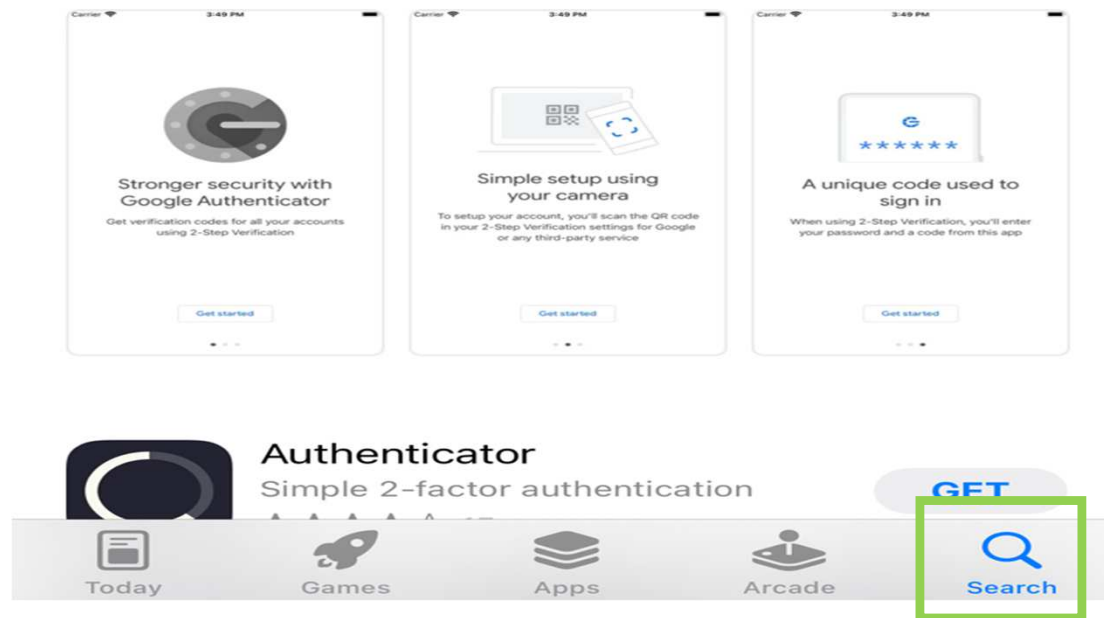 Carrier 3:49 PM
Carrier 3:49 PM
Carrier 3:49 PM
Stronger security with
Google Authenticator
Get verification codes for all your accounts
using 2-Step Verification
Get started
Simple setup using
your camera
To setup your account, you'll scan the QR code
in your 2-Step Verification settings for Google
or any third-party service
Get started
G
******
A unique code used to
sign in
When using 2-Step Verification, you'll enter
your password and a code from this app
Get started
Authenticator
Simple 2-factor authentication
GET
Today
Games
Apps
Arcade
Search